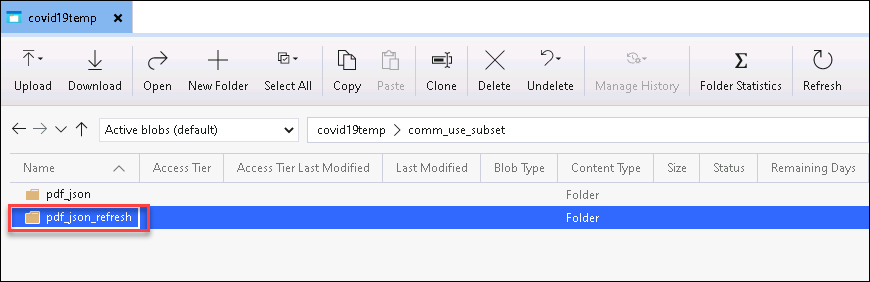 covid19temp
Upload Download Open New Folder Select All Copy Paste Clone Delete Undelete Manage History Folder Statistics Refresh
Active blobs (default) covid19temp > comm_use_subset
Name Access Tier Access Tier Last Modified Last Modified Blob Type Content Type Size Status Remaining Days
pdf_json Folder
pdf_json_refresh Folder